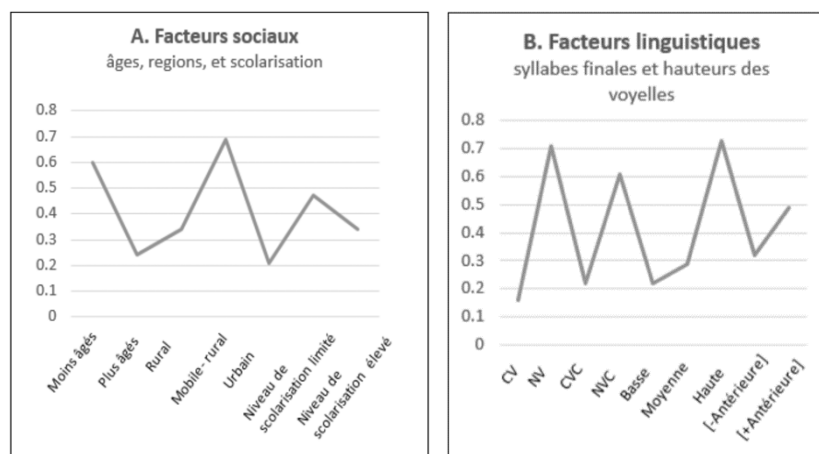 A. Facteurs sociaux
âges, regions, et scolarisation
0.8
0.7
0.6
0.5
0.4
0.3
0.2
0.1
0
Moins âgés
Plus âgés
Rural
Mobile- rural
Urbain
Niveau de
scolarisation limité
Niveau de
scolarisation élevé
B. Facteurs linguistiques
syllabes finales et hauteurs des
voyelles
0.8
0.7
0.6
0.5
0.4
0.3
0.2
0.1
0
CV
NV
CVC
NVC
Basse
Moyenne
Haute
[-Antérieure]
[+Antérieure]